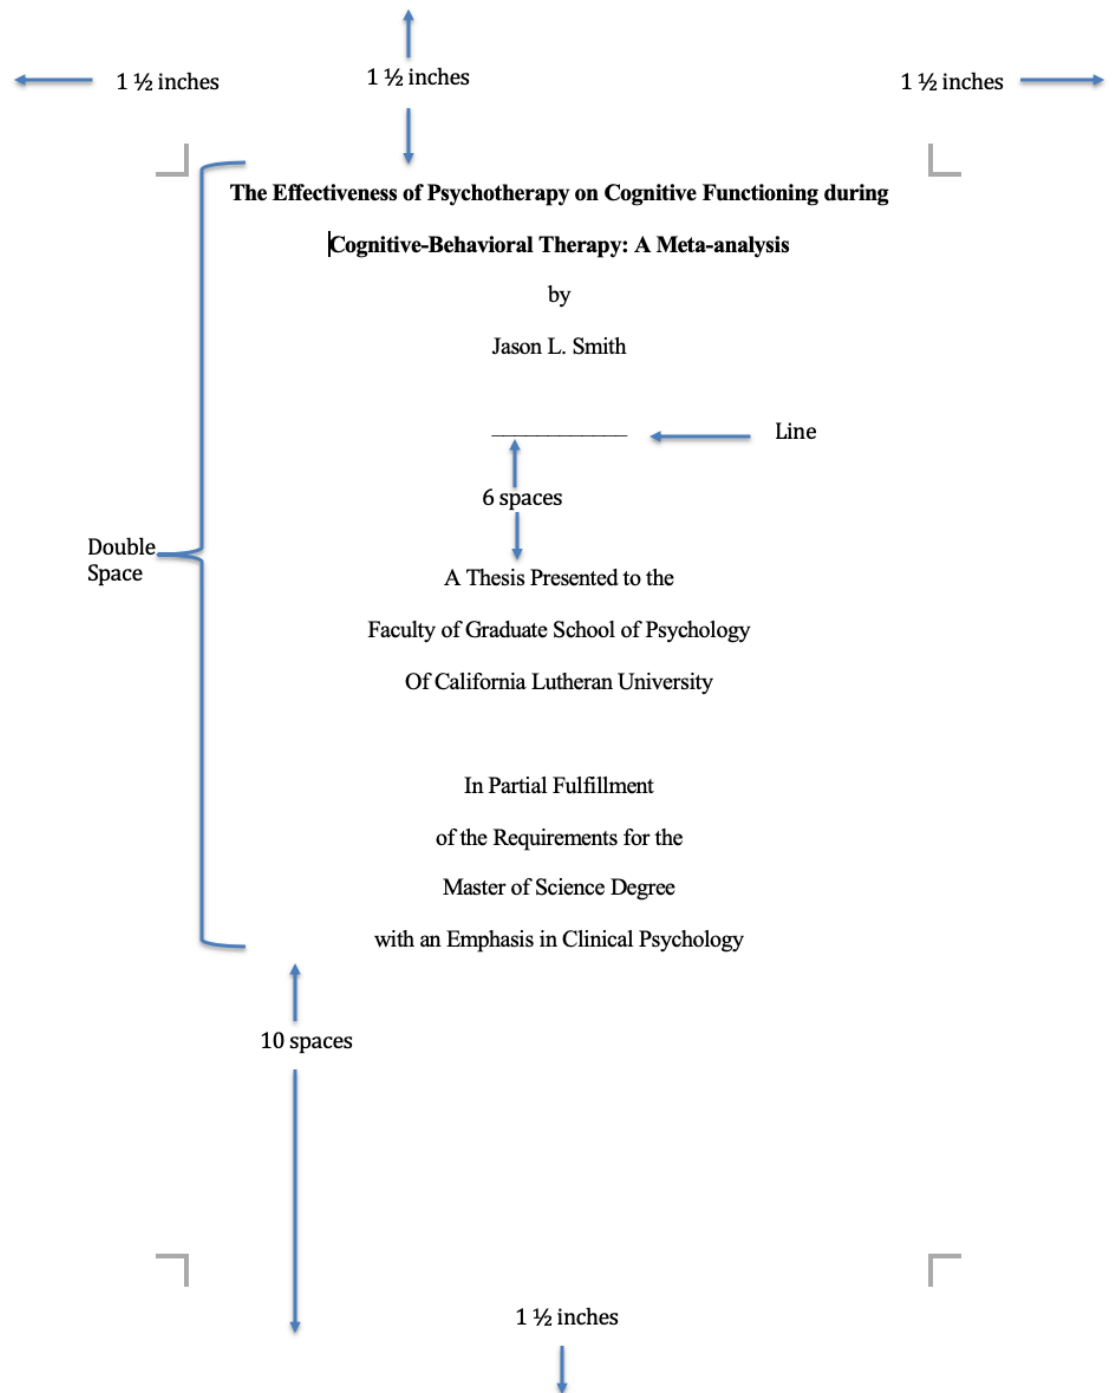 1 ½ inches
1 ½ inches
1 ½ inches
The Effectiveness of Psychotherapy on Cognitive Functioning during
Cognitive-Behavioral Therapy: A Meta-analysis
by
Jason L. Smith
Line
6 spaces
Double
Space
A Thesis Presented to the
Faculty of Graduate School of Psychology
Of California Lutheran University
In Partial Fulfillment
of the Requirements for the
Master of Science Degree
with an Emphasis in Clinical Psychology
10 spaces
1 ½ inches